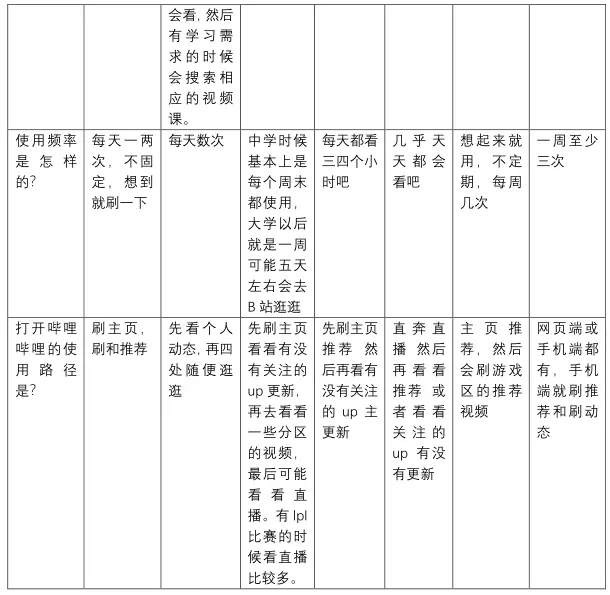 会看，然后
有学习需
求的时候
会搜索相
应的视频
课。
使用频率
是怎样
的？
每天一两
次，不固
定，想到
就刷一下
每天数次
中学时候
基本上是
每个周末
都使用，
大学以后
就是一周
可能五天
左右会去
B 站逛逛
每天都看
三四个小
时吧
几乎天
天都会
看吧
想起来就
用，不定
期，每周
几次
一周至少
三次
打开哔哩
哔哩的使
用路径
是？
刷主页，
刷和推荐
先看个人
动态，再四
处随便逛
逛
先刷主页
看看有没
有关注的
up 更新，
再去看看
一些分区
的视频，
最后可能
看看直
播。有 lpl
比赛的时
候看直播
比较多。
先刷主页
推荐 然
后再看有
没有关注
的 up 主
更新
直奔直
播 然后
再看看
推荐 或
者看看
关注的
up 有没
有更新
主页推
荐，然后
会刷游戏
区的推荐
视频
网页端或
手机端都
有，手机
端就刷推
荐和刷动
态